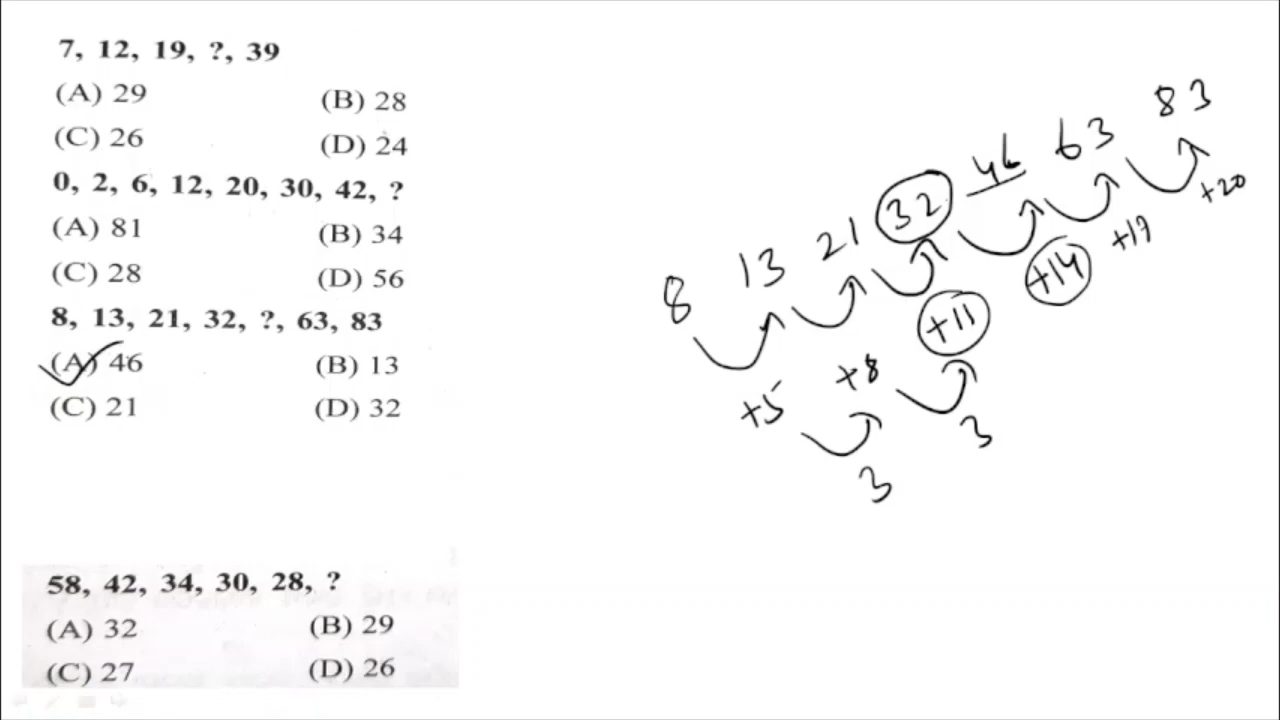 7, 12, 19, ?, 39
(A) 29 (B) 28
(C) 26 (D) 24
0, 2, 6, 12, 20, 30, 42, ?
(A) 81 (B) 34
(C) 28 (D) 56
8, 13, 21, 32, ?, 63, 83
(A) 46 (B) 13
(C) 21 (D) 32
58, 42, 34, 30, 28, ?
(A) 32 (B) 29
(C) 27 (D) 26
8 13 21 32 46 63 83
+5 +8 +11 +14 +17 +20
3 3